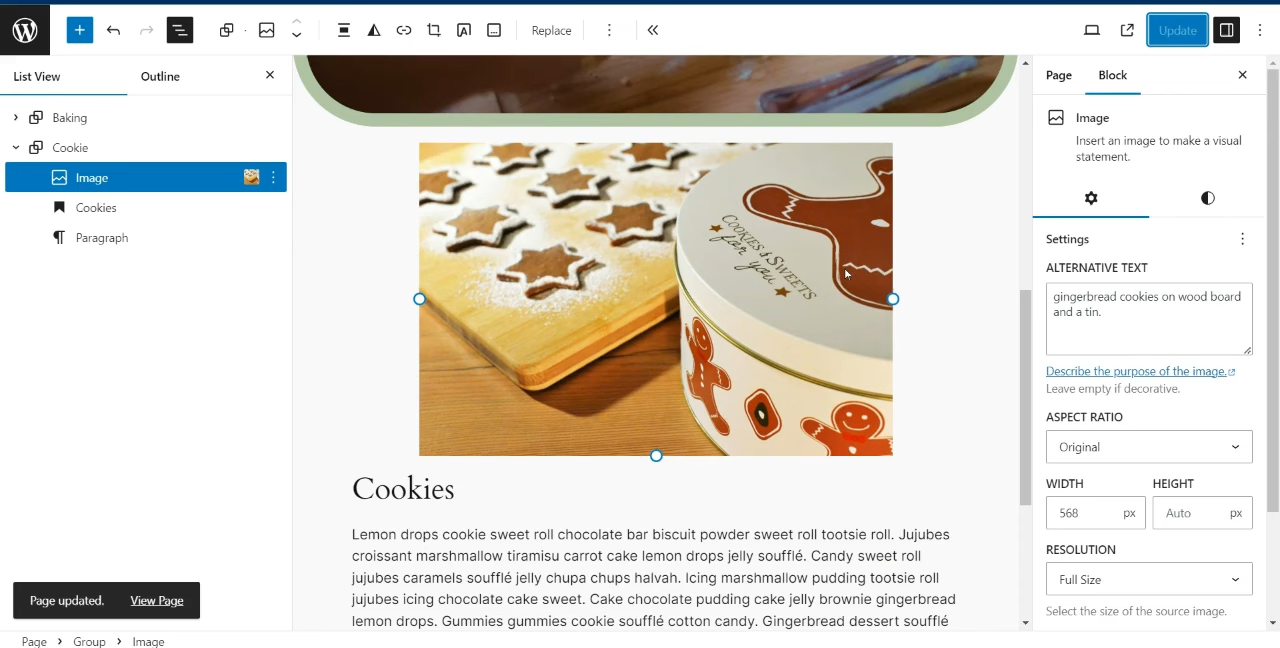 Replace
Update
List View
Outline
Page
Block
Baking
Cookie
Image
Cookies
Paragraph
COOKIES & SWEETS
for you
Image
Insert an image to make a visual
statement.
Settings
ALTERNATIVE TEXT
gingerbread cookies on wood board
and a tin.
Describe the purpose of the image.
Leave empty if decorative.
ASPECT RATIO
Original
WIDTH
HEIGHT
568 px
Auto px
RESOLUTION
Full Size
Select the size of the source image.
Cookies
Lemon drops cookie sweet roll chocolate bar biscuit powder sweet roll tootsie roll. Jujubes
croissant marshmallow tiramisu carrot cake lemon drops jelly soufflé. Candy sweet roll
jujubes caramels soufflé jelly chupa chups halvah. Icing marshmallow pudding tootsie roll
jujubes icing chocolate cake sweet. Cake chocolate pudding cake jelly brownie gingerbread
lemon drops. Gummies gummies cookie soufflé cotton candy. Gingerbread dessert soufflé
Page updated. View Page
Page > Group > Image